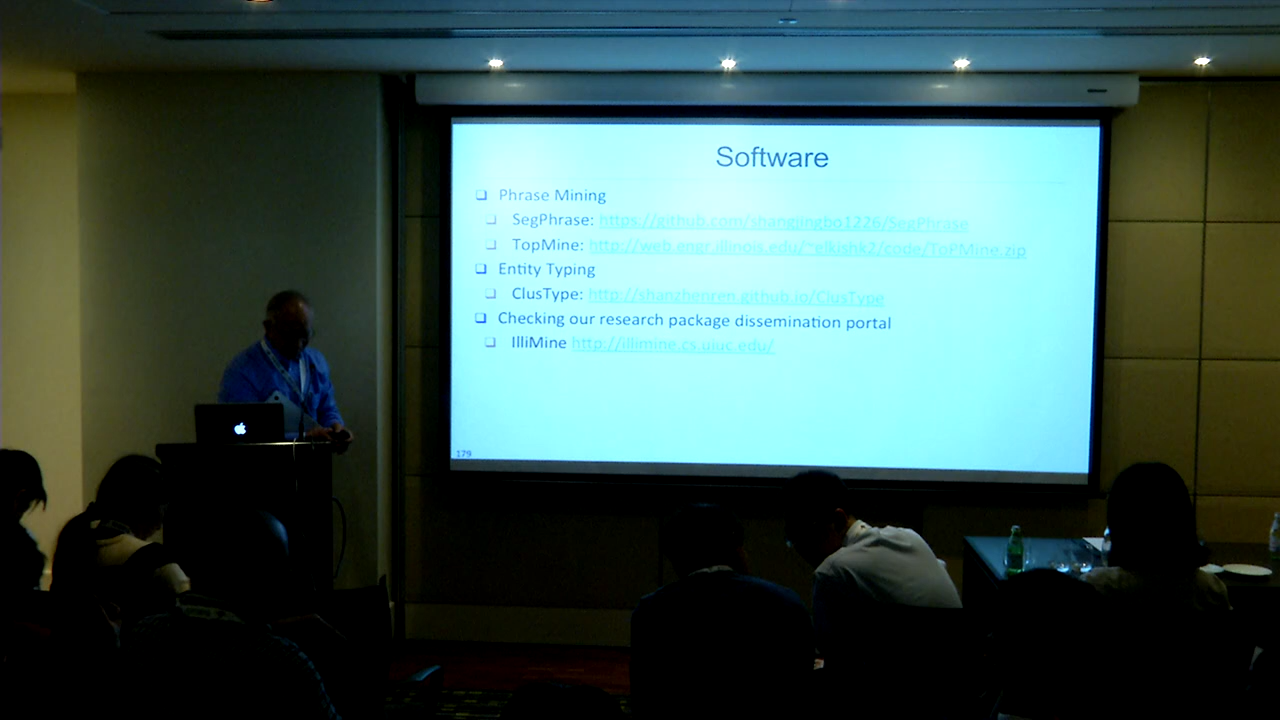 Software
❑ Phrase Mining
❑ SegPhrase: https://github.com/shangjingbo1226/SegPhrase
❑ TopMine: http://web.engr.illinois.edu/~elkishk2/code/ToPMine.zip
❑ Entity Typing
❑ ClusType: http://shanzhenren.github.io/ClusType
❑ Checking our research package dissemination portal
❑ IlliMine http://illimine.cs.uiuc.edu/
179